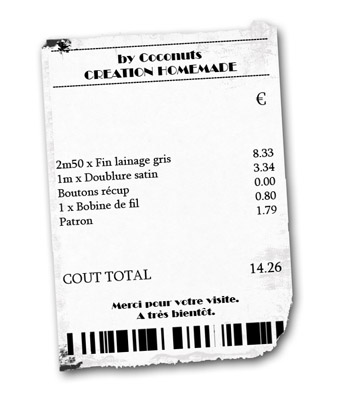 by Coconuts
CREATION HOMEMADE
€
2m50 x Fin lainage gris 8.33
1m x Doublure satin 3.34
Boutons récup 0.00
1 x Bobine de fil 0.80
Patron 1.79
COUT TOTAL 14.26
Merci pour votre visite.
A très bientôt.